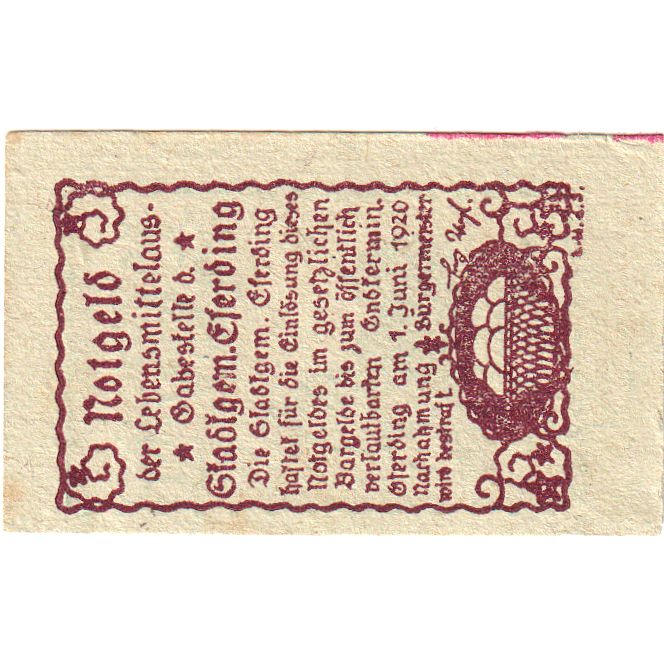 Notgeld
der Lebensmittelaus-
★ Gabestelle d. ★
Stadtgem. Eferding
Die Stadtgem. Eferding
haftet für die Einlösung dieses
Notgeldes im gesetzlichen
Bargelde bis zum öffentlich
verlautbarten Endtermin.
Eferding am 1. Juni 1920
Nachahmung ★ Bürgermeister
wird bestraft